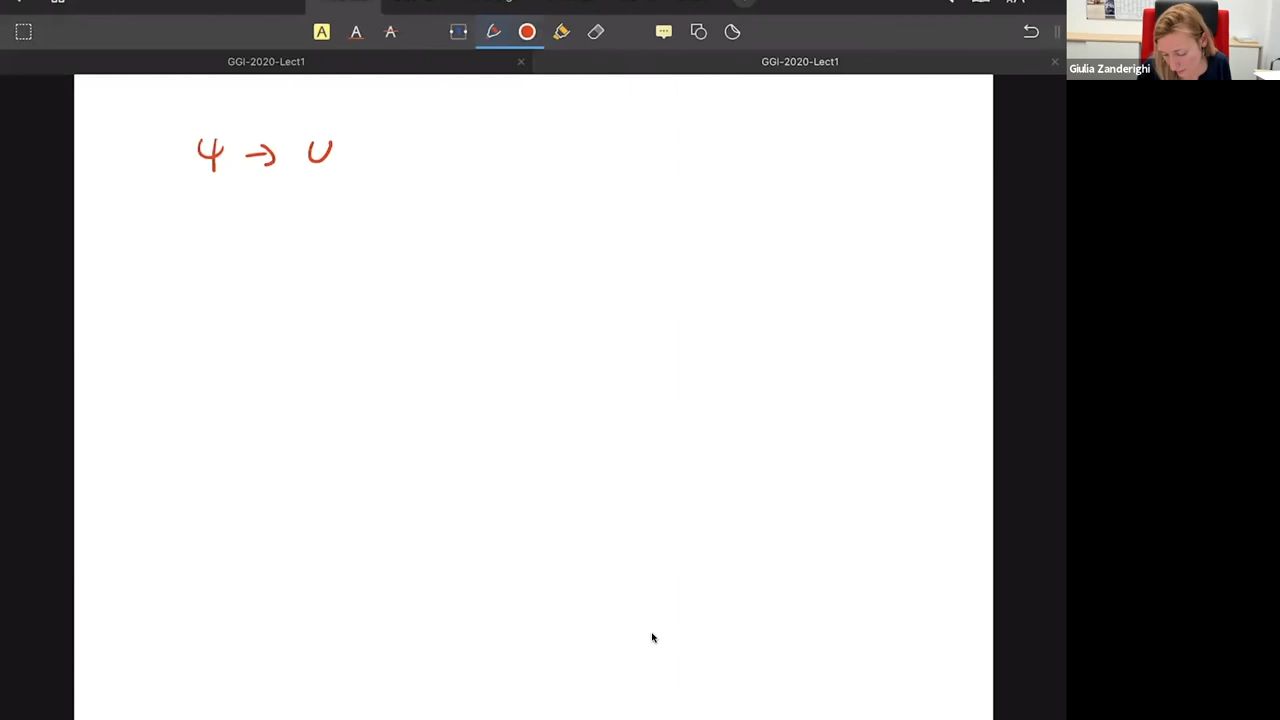 A A A
GGI-2020-Lect1 × GGI-2020-Lect1 ×
Giulia Zanderighi
ψ → U